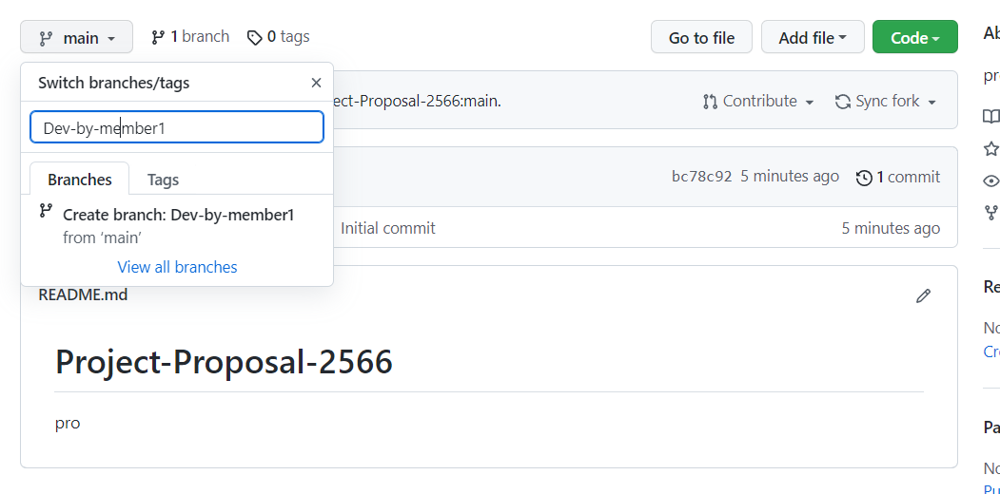 main 1 branch 0 tags Go to file Add file Code
Switch branches/tags
ect-Proposal-2566:main. Contribute Sync fork
Dev-by-member1
Branches Tags
bc78c92 5 minutes ago 1 commit
Create branch: Dev-by-member1
from ‘main’
Initial commit 5 minutes ago
View all branches
README.md
Project-Proposal-2566
pro
Ab
pr
Re
No
Cre
Pa
No
Pu